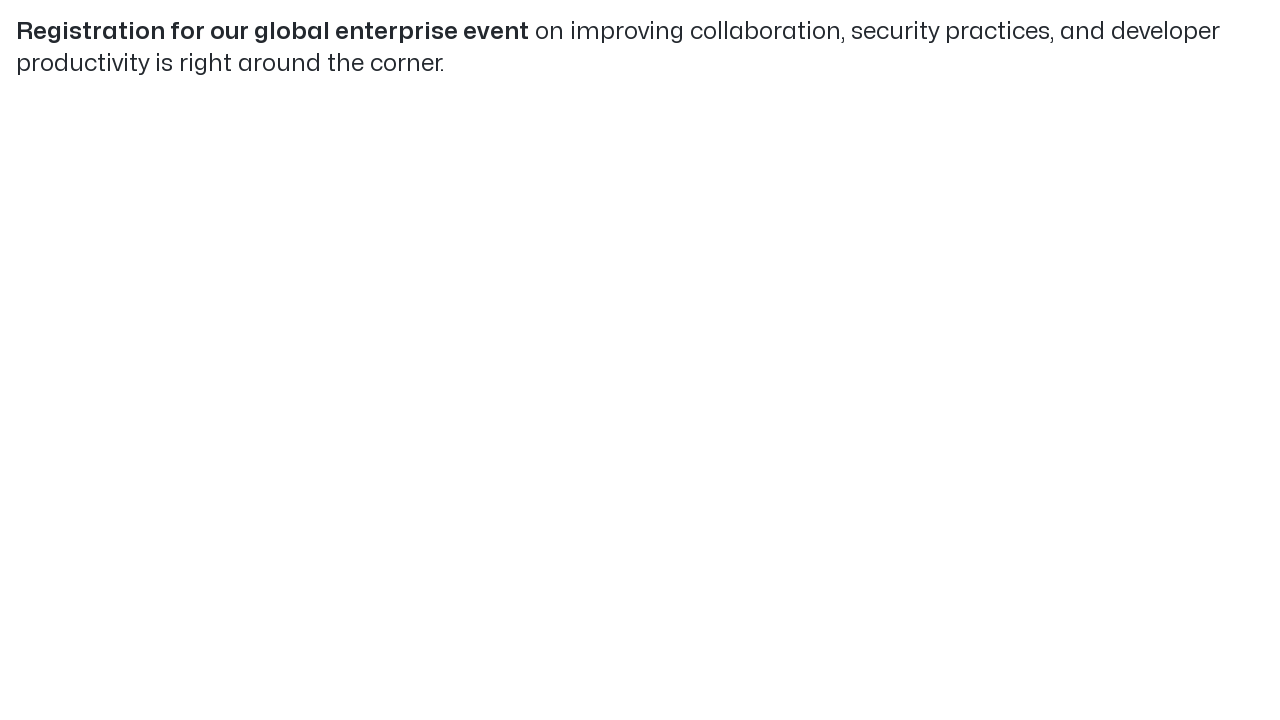 Registration for our global enterprise event on improving collaboration, security practices, and developer
productivity is right around the corner.